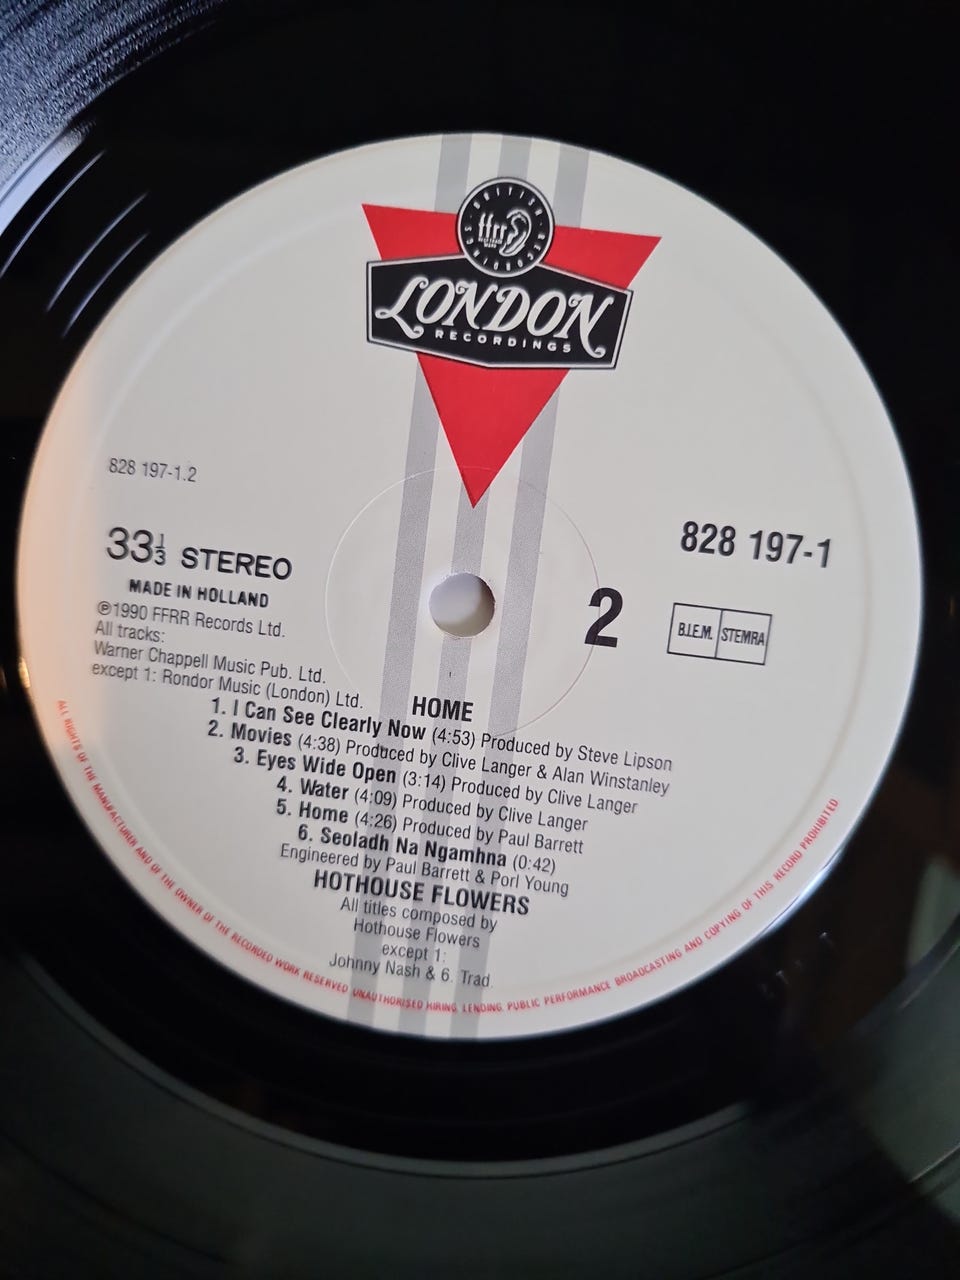 BRITISH RECORDINGS
ffrr
LONDON
RECORDINGS
828 197-1.2
33⅓ STEREO
MADE IN HOLLAND
℗1990 FFRR Records Ltd.
All tracks:
Warner Chappell Music Pub. Ltd.
except 1: Rondor Music (London) Ltd.
828 197-1
2
B.I.E.M. STEMRA
HOME
1. I Can See Clearly Now (4:53) Produced by Steve Lipson
2. Movies (4:38) Produced by Clive Langer & Alan Winstanley
3. Eyes Wide Open (3:14) Produced by Clive Langer
4. Water (4:09) Produced by Clive Langer
5. Home (4:26) Produced by Paul Barrett
6. Seoladh Na Ngamhna (0:42)
Engineered by Paul Barrett & Porl Young
HOTHOUSE FLOWERS
All titles composed by
Hothouse Flowers
except 1:
Johnny Nash & 6. Trad.
ALL RIGHTS OF THE MANUFACTURER AND OF THE OWNER OF THE RECORDED WORK RESERVED UNAUTHORISED HIRING, LENDING PUBLIC PERFORMANCE BROADCASTING AND COPYING OF THIS RECORD PROHIBITED